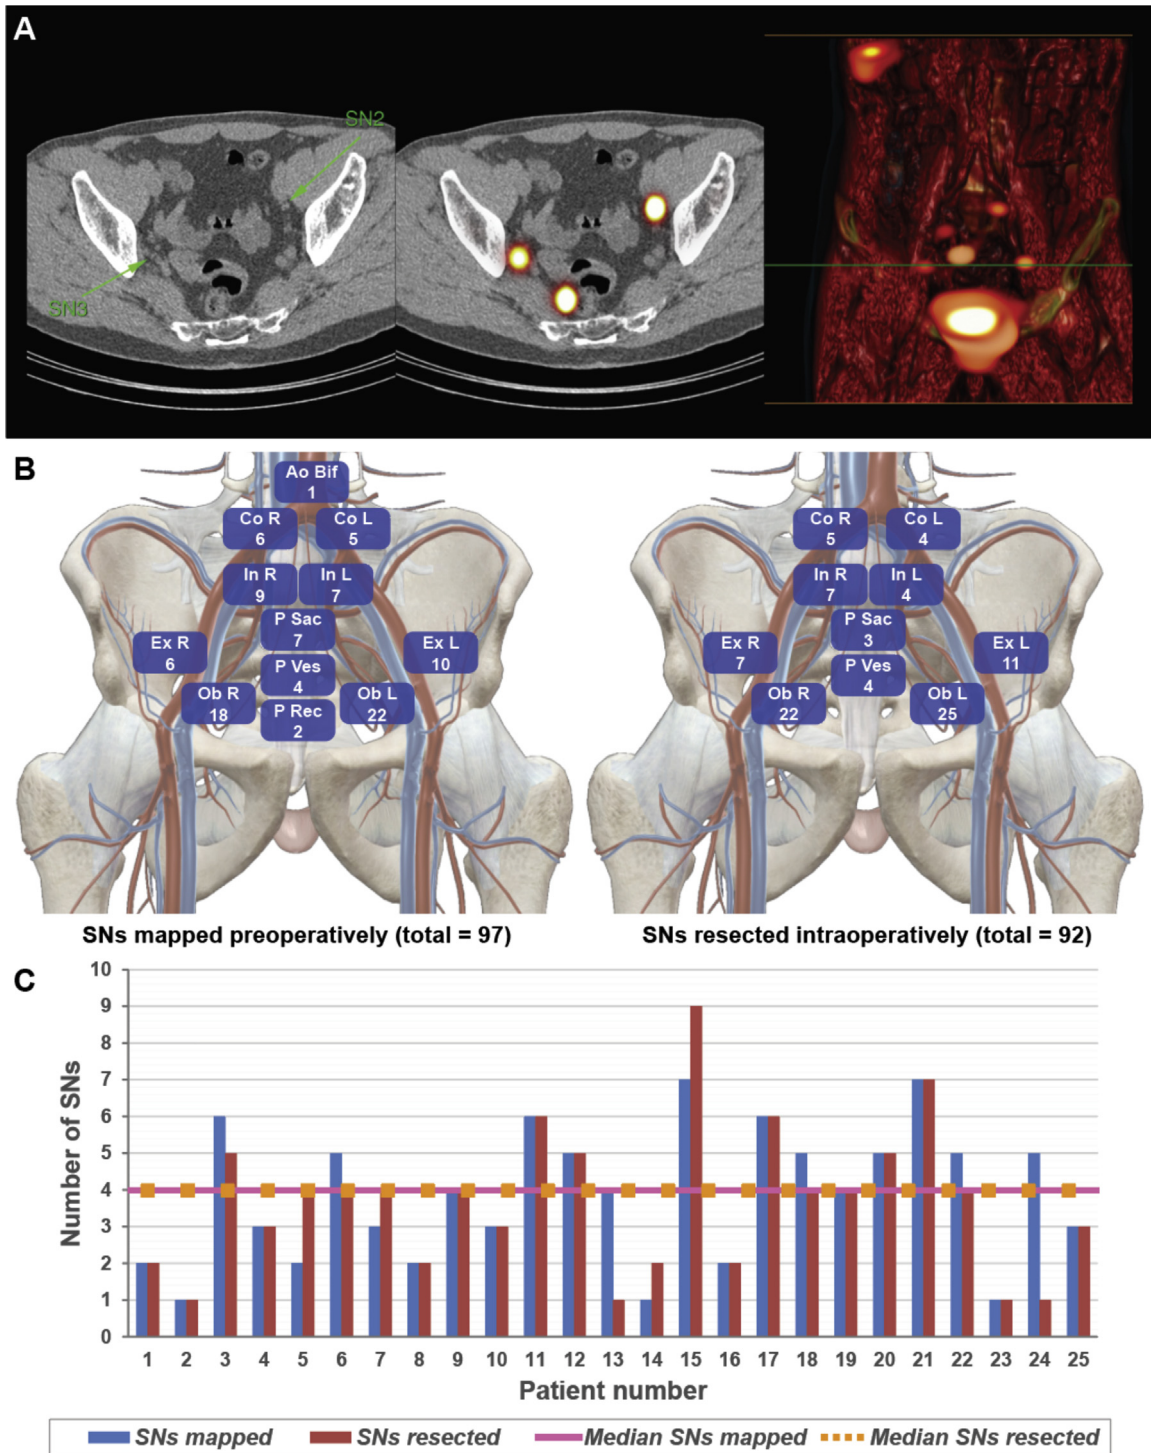 A
SN2
SN3
B
Ao Bif
1
Co R
6
Co L
5
In R
9
In L
7
P Sac
7
Ex R
6
Ex L
10
P Ves
4
Ob R
18
Ob L
22
P Rec
2
SNs mapped preoperatively (total = 97)
Co R
5
Co L
4
In R
7
In L
4
P Sac
3
Ex R
7
Ex L
11
P Ves
4
Ob R
22
Ob L
25
SNs resected intraoperatively (total = 92)
C
Number of SNs
10
9
8
7
6
5
4
3
2
1
0
1 2 3 4 5 6 7 8 9 10 11 12 13 14 15 16 17 18 19 20 21 22 23 24 25
Patient number
SNs mapped SNs resected Median SNs mapped Median SNs resected